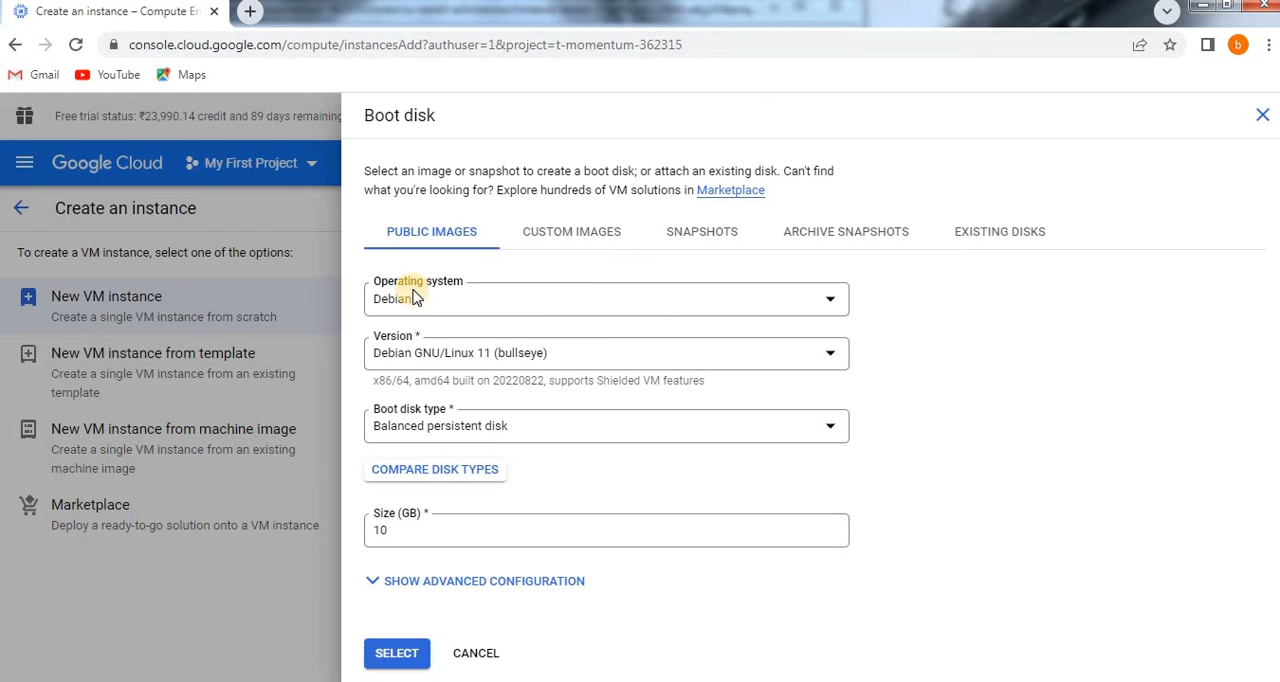 Create an instance – Compute En
console.cloud.google.com/compute/instancesAdd?authuser=1&project=t-momentum-362315
b
Gmail YouTube Maps
Free trial status: ₹23,990.14 credit and 89 days remaining
Google Cloud My First Project
Create an instance
To create a VM instance, select one of the options:
New VM instance
Create a single VM instance from scratch
New VM instance from template
Create a single VM instance from an existing
template
New VM instance from machine image
Create a single VM instance from an existing
machine image
Marketplace
Deploy a ready-to-go solution onto a VM instance
Boot disk
Select an image or snapshot to create a boot disk; or attach an existing disk. Can't find
what you're looking for? Explore hundreds of VM solutions in Marketplace
PUBLIC IMAGES CUSTOM IMAGES SNAPSHOTS ARCHIVE SNAPSHOTS EXISTING DISKS
Operating system
Debian
Version *
Debian GNU/Linux 11 (bullseye)
x86/64, amd64 built on 20220822, supports Shielded VM features
Boot disk type *
Balanced persistent disk
COMPARE DISK TYPES
Size (GB) *
10
SHOW ADVANCED CONFIGURATION
SELECT CANCEL